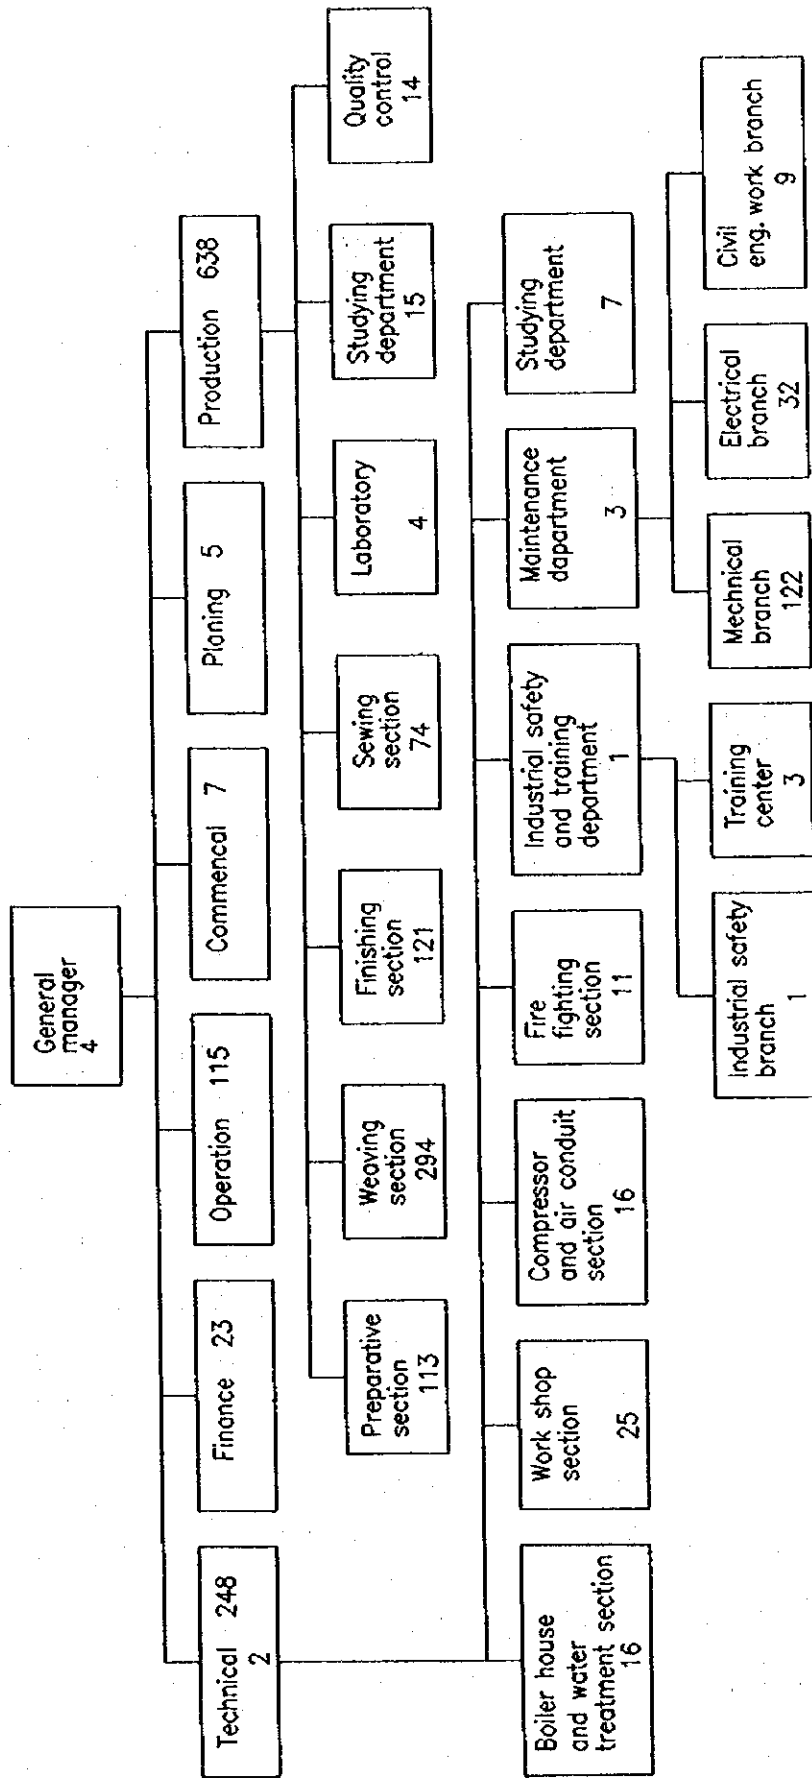 General
manager
4
Technical 248
2
Finance 23
Operation 115
Commencal 7
Planing 5
Production 638
Preparative
section
113
Weaving
section
294
Finishing
section
121
Sewing
section
74
Laboratory
4
Studying
department
15
Quality
control
14
Boiler house
and water
treatment section
16
Work shop
section
25
Compressor
and air conduit
section
16
Fire
fighting
section
11
Industrial safety
and training
department
1
Maintenance
dapartment
3
Studying
department
7
Industrial safety
branch
1
Training
center
3
Mechnical
branch
122
Electrical
branch
32
Civil
eng. work branch
9